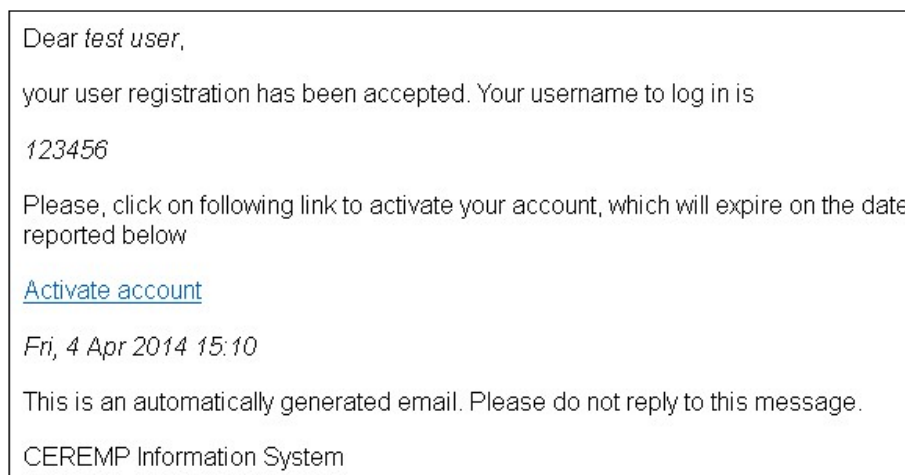 Dear test user,
your user registration has been accepted. Your username to log in is
123456
Please, click on following link to activate your account, which will expire on the date
reported below
Activate account
Fri, 4 Apr 2014 15:10
This is an automatically generated email. Please do not reply to this message.
CEREMP Information System